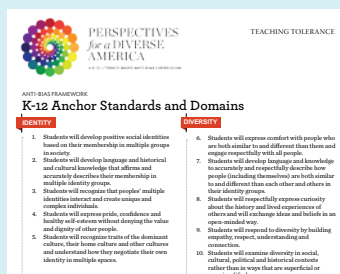 PERSPECTIVES
for a DIVERSE
AMERICA
A K-12 LITERACY-BASED ANTI-BIAS CURRICULUM
TEACHING TOLERANCE
ANTI-BIAS FRAMEWORK
K-12 Anchor Standards and Domains
IDENTITY
1. Students will develop positive social identities
based on their membership in multiple groups
in society.
2. Students will develop language and historical
and cultural knowledge that affirms and
accurately describes their membership in
multiple identity groups.
3. Students will recognize that peoples' multiple
identities interact and create unique and
complex individuals.
4. Students will express pride, confidence and
healthy self-esteem without denying the value
and dignity of other people.
5. Students will recognize traits of the dominant
culture, their home culture and other cultures
and understand how they negotiate their own
identity in multiple spaces.
DIVERSITY
6. Students will express comfort with people who
are both similar to and different than them and
engage respectfully with all people.
7. Students will develop language and knowledge
to accurately and respectfully describe how
people (including themselves) are both similar
to and different than each other and others in
their identity groups.
8. Students will respectfully express curiosity
about the history and lived experiences of
others and will exchange ideas and beliefs in an
open-minded way.
9. Students will respond to diversity by building
empathy, respect, understanding and
connection.
10. Students will examine diversity in social,
cultural, political and historical contexts
rather than in ways that are superficial or